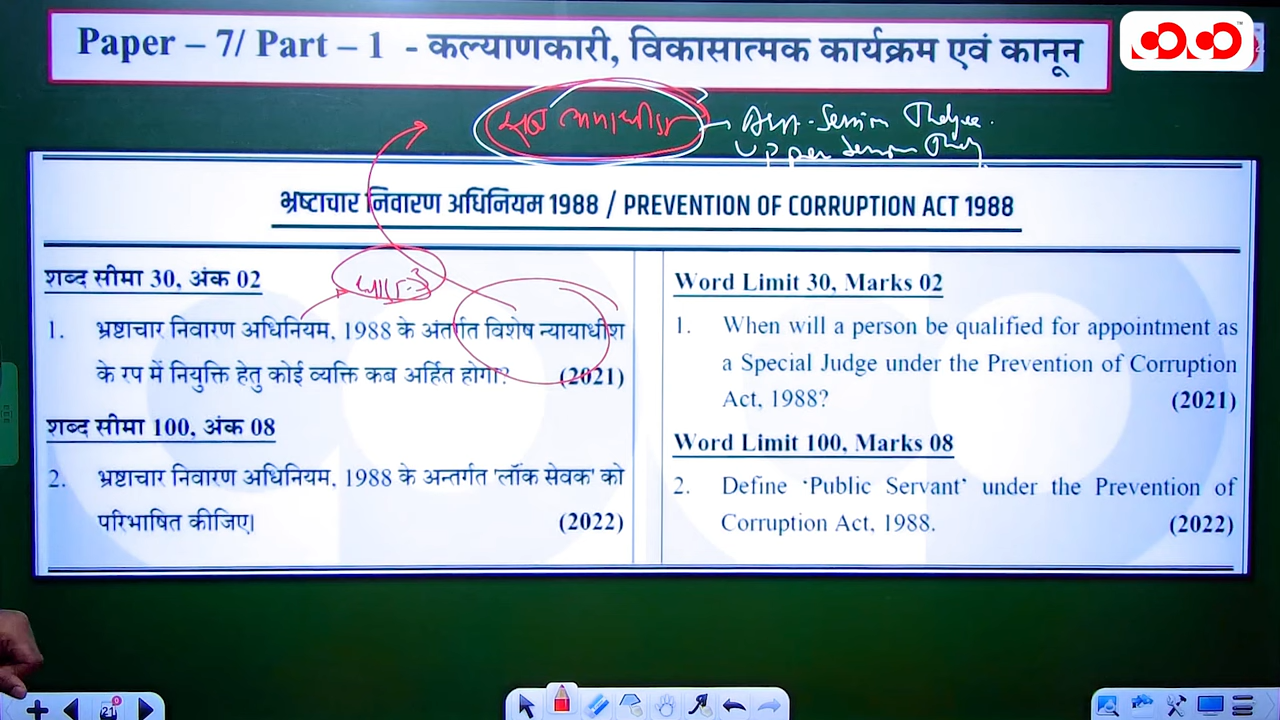 Paper – 7/ Part – 1 - कल्याणकारी, विकासात्मक कार्यक्रम एवं कानून
सत्र न्यायाधीश
Upper Session
भ्रष्टाचार निवारण अधिनियम 1988 / PREVENTION OF CORRUPTION ACT 1988
शब्द सीमा 30, अंक 02
धारा-3
1. भ्रष्टाचार निवारण अधिनियम, 1988 के अंतर्गत विशेष न्यायाधीश
के रप में नियुक्ति हेतु कोई व्यक्ति कब अर्हित होगा? (2021)
शब्द सीमा 100, अंक 08
2. भ्रष्टाचार निवारण अधिनियम, 1988 के अन्तर्गत 'लॉक सेवक' को
परिभाषित कीजिए। (2022)
Word Limit 30, Marks 02
1. When will a person be qualified for appointment as
a Special Judge under the Prevention of Corruption
Act, 1988? (2021)
Word Limit 100, Marks 08
2. Define 'Public Servant' under the Prevention of
Corruption Act, 1988. (2022)
21